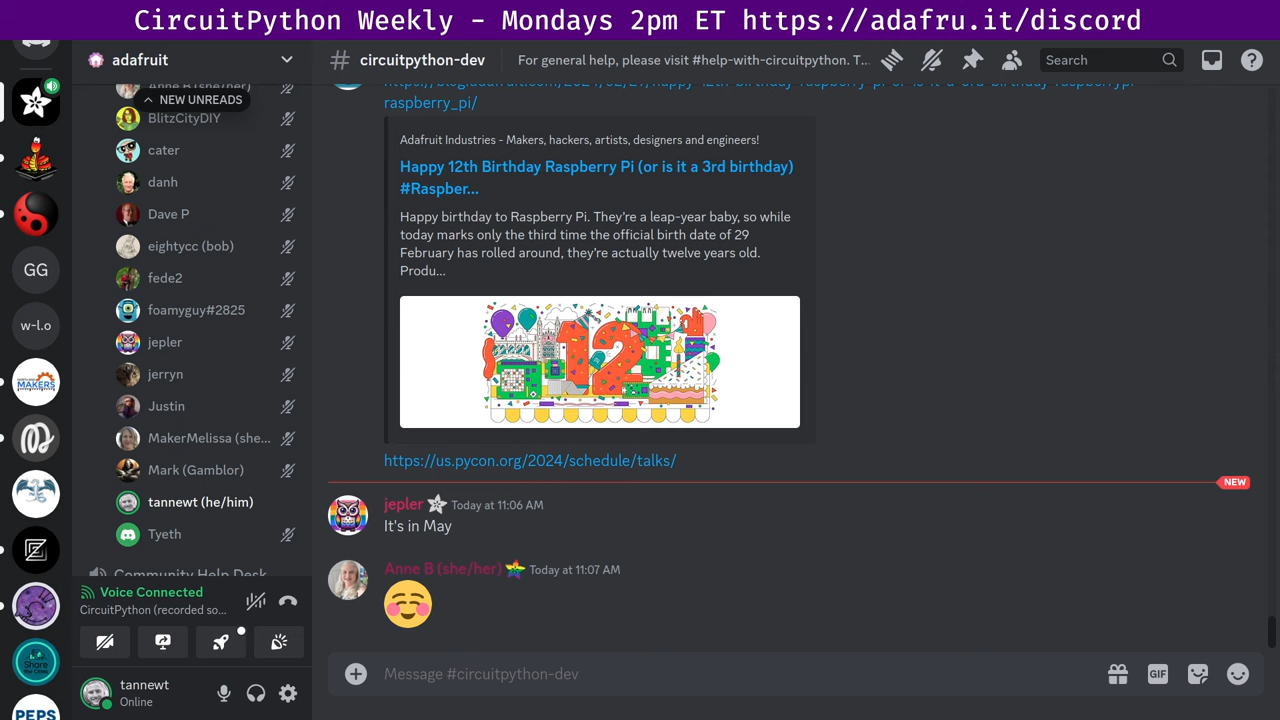 CircuitPython Weekly - Mondays 2pm ET https://adafru.it/discord
adafruit
# circuitpython-dev
For general help, please visit #help-with-circuitpython. T...
Search
NEW UNREADS
BlitzCityDIY
cater
danh
Dave P
eightycc (bob)
fede2
foamyguy#2825
jepler
jerryn
Justin
MakerMelissa (she...
Mark (Gamblor)
tannewt (he/him)
Tyeth
Community Help Desk
Voice Connected
CircuitPython (recorded so...
tannewt
Online
GG
w-l.o
MAKERS
Share
the Cities
PEPS
raspberry_pi/
Adafruit Industries - Makers, hackers, artists, designers and engineers!
Happy 12th Birthday Raspberry Pi (or is it a 3rd birthday)
#Raspber...
Happy birthday to Raspberry Pi. They're a leap-year baby, so while
today marks only the third time the official birth date of 29
February has rolled around, they're actually twelve years old.
Produ...
12
https://us.pycon.org/2024/schedule/talks/
NEW
jepler Today at 11:06 AM
It's in May
Anne B (she/her) Today at 11:07 AM
Message #circuitpython-dev
GIF